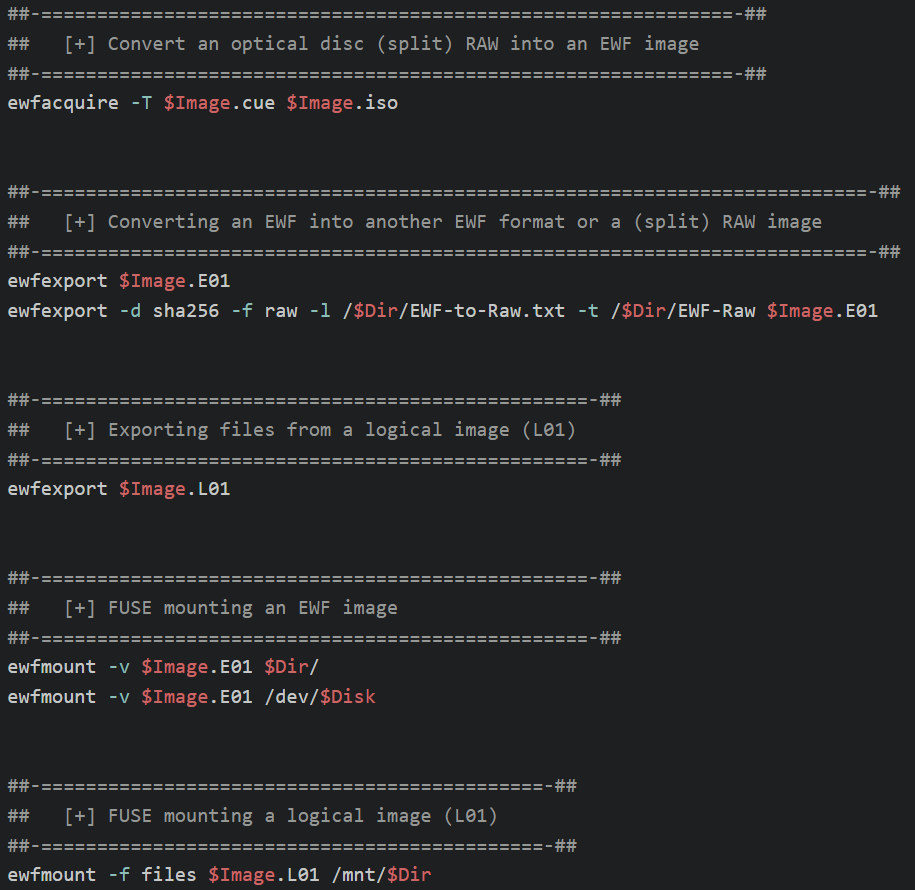 ##-==============================================================-##
##   [+] Convert an optical disc (split) RAW into an EWF image
##-==============================================================-##
ewfacquire -T $Image.cue $Image.iso
##-==========================================================================-##
##   [+] Converting an EWF into another EWF format or a (split) RAW image
##-==========================================================================-##
ewfexport $Image.E01
ewfexport -d sha256 -f raw -l /$Dir/EWF-to-Raw.txt -t /$Dir/EWF-Raw $Image.E01
##-=================================================-##
##   [+] Exporting files from a logical image (L01)
##-=================================================-##
ewfexport $Image.L01
##-=================================================-##
##   [+] FUSE mounting an EWF image
##-=================================================-##
ewfmount -v $Image.E01 $Dir/
ewfmount -v $Image.E01 /dev/$Disk
##-=============================================-##
##   [+] FUSE mounting a logical image (L01)
##-=============================================-##
ewfmount -f files $Image.L01 /mnt/$Dir